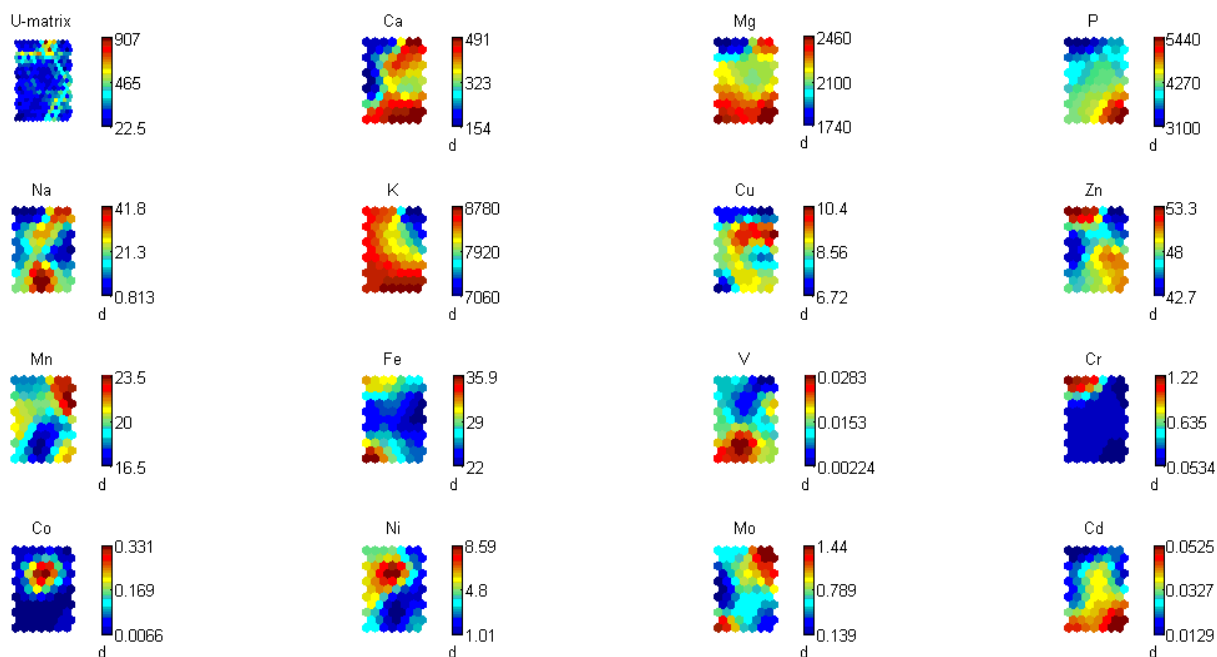 U-matrix
907
465
22.5
Ca
491
323
154
d
Mg
2460
2100
1740
d
P
5440
4270
3100
d
Na
41.8
21.3
0.813
d
K
8780
7920
7060
d
Cu
10.4
8.56
6.72
d
Zn
53.3
48
42.7
d
Mn
23.5
20
16.5
d
Fe
35.9
29
22
d
V
0.0283
0.0153
0.00224
d
Cr
1.22
0.635
0.0534
d
Co
0.331
0.169
0.0066
d
Ni
8.59
4.8
1.01
d
Mo
1.44
0.789
0.139
d
Cd
0.0525
0.0327
0.0129
d